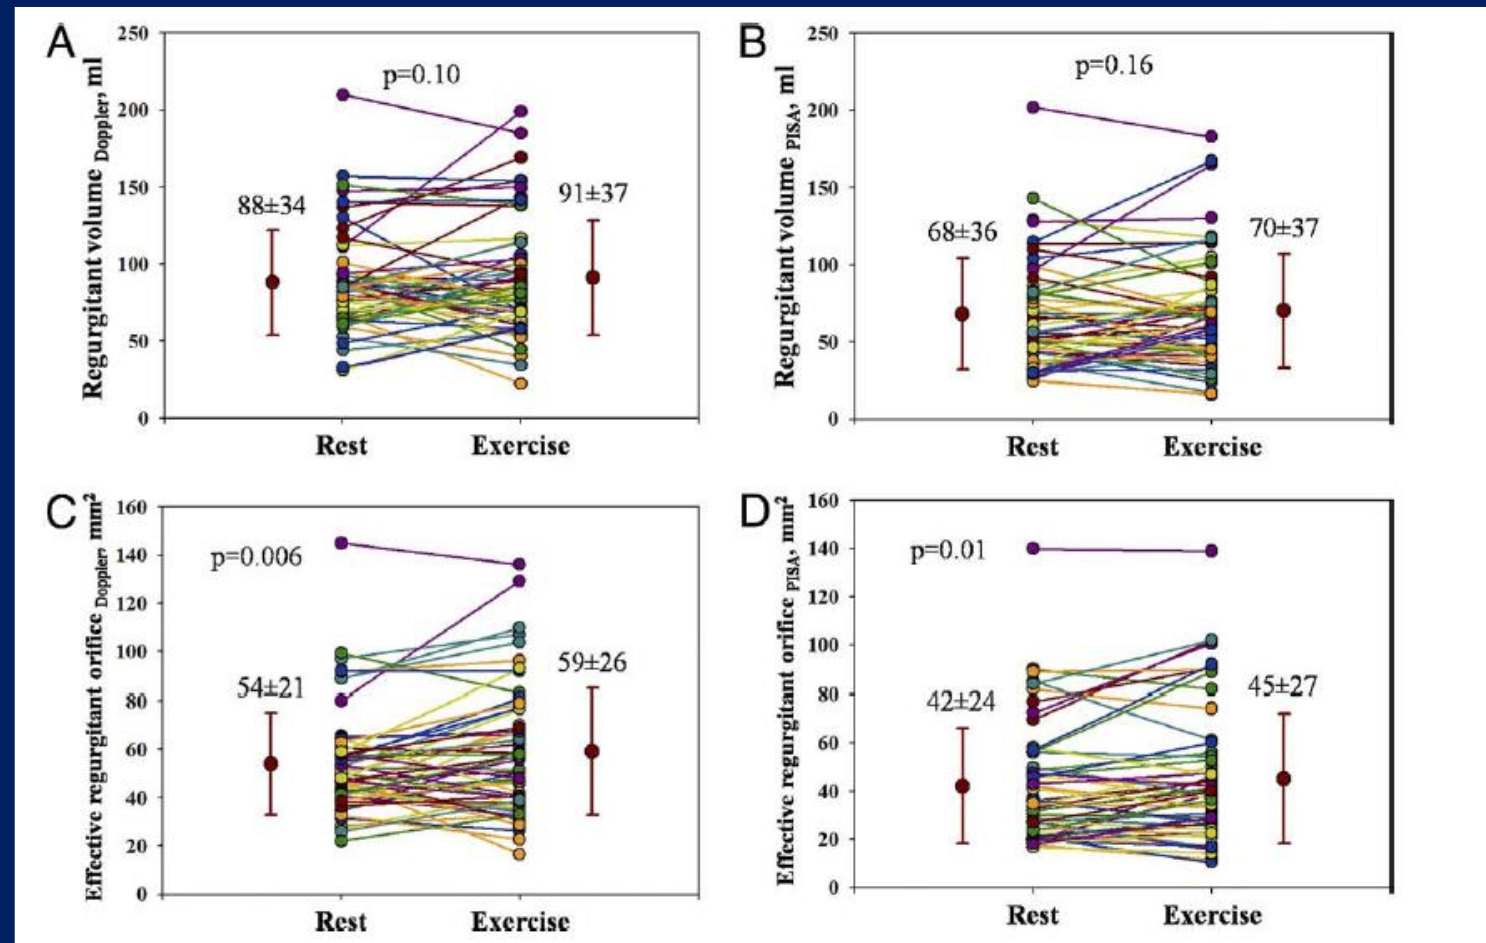 A
Regurgitant volume Doppler, ml
250
200
150
100
50
0
p=0.10
88±34
91±37
Rest Exercise
B
Regurgitant volume PISA, ml
250
200
150
100
50
0
p=0.16
68±36
70±37
Rest Exercise
C
Effective regurgitant orifice Doppler, mm²
160
140
120
100
80
60
40
20
0
p=0.006
54±21
59±26
Rest Exercise
D
Effective regurgitant orifice PISA, mm²
160
140
120
100
80
60
40
20
0
p=0.01
42±24
45±27
Rest Exercise